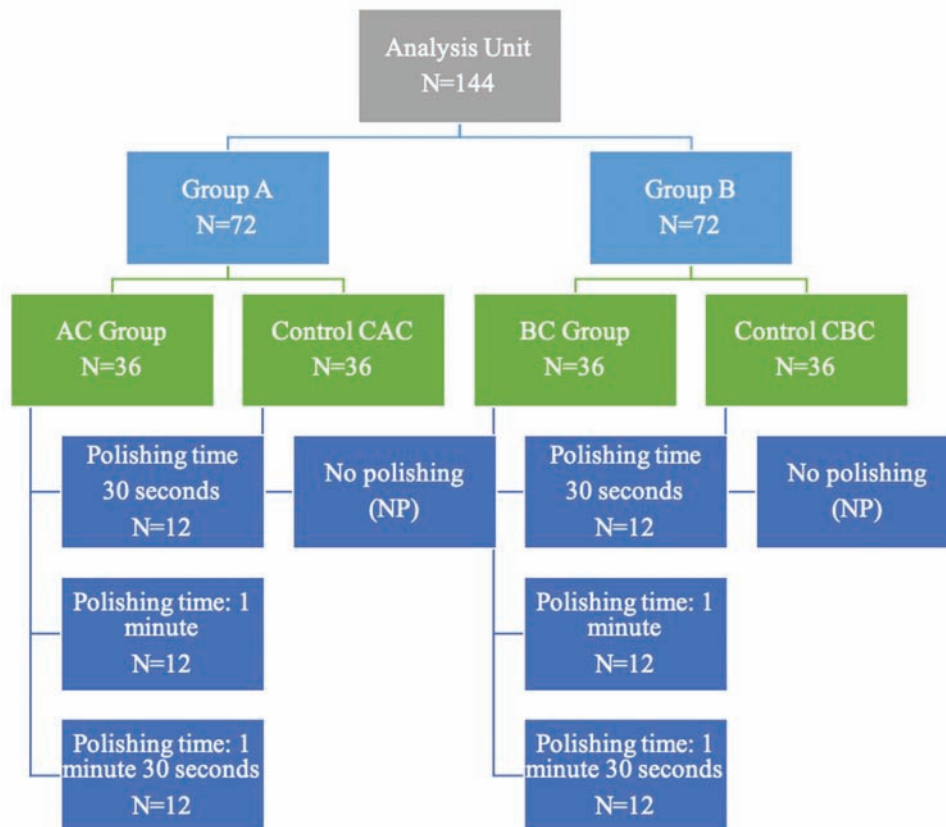 Analysis Unit
N=144
Group A
N=72
Group B
N=72
AC Group
N=36
Control CAC
N=36
BC Group
N=36
Control CBC
N=36
Polishing time
30 seconds
N=12
No polishing
(NP)
Polishing time
30 seconds
N=12
No polishing
(NP)
Polishing time: 1
minute
N=12
Polishing time: 1
minute
N=12
Polishing time: 1
minute 30 seconds
N=12
Polishing time: 1
minute 30 seconds
N=12